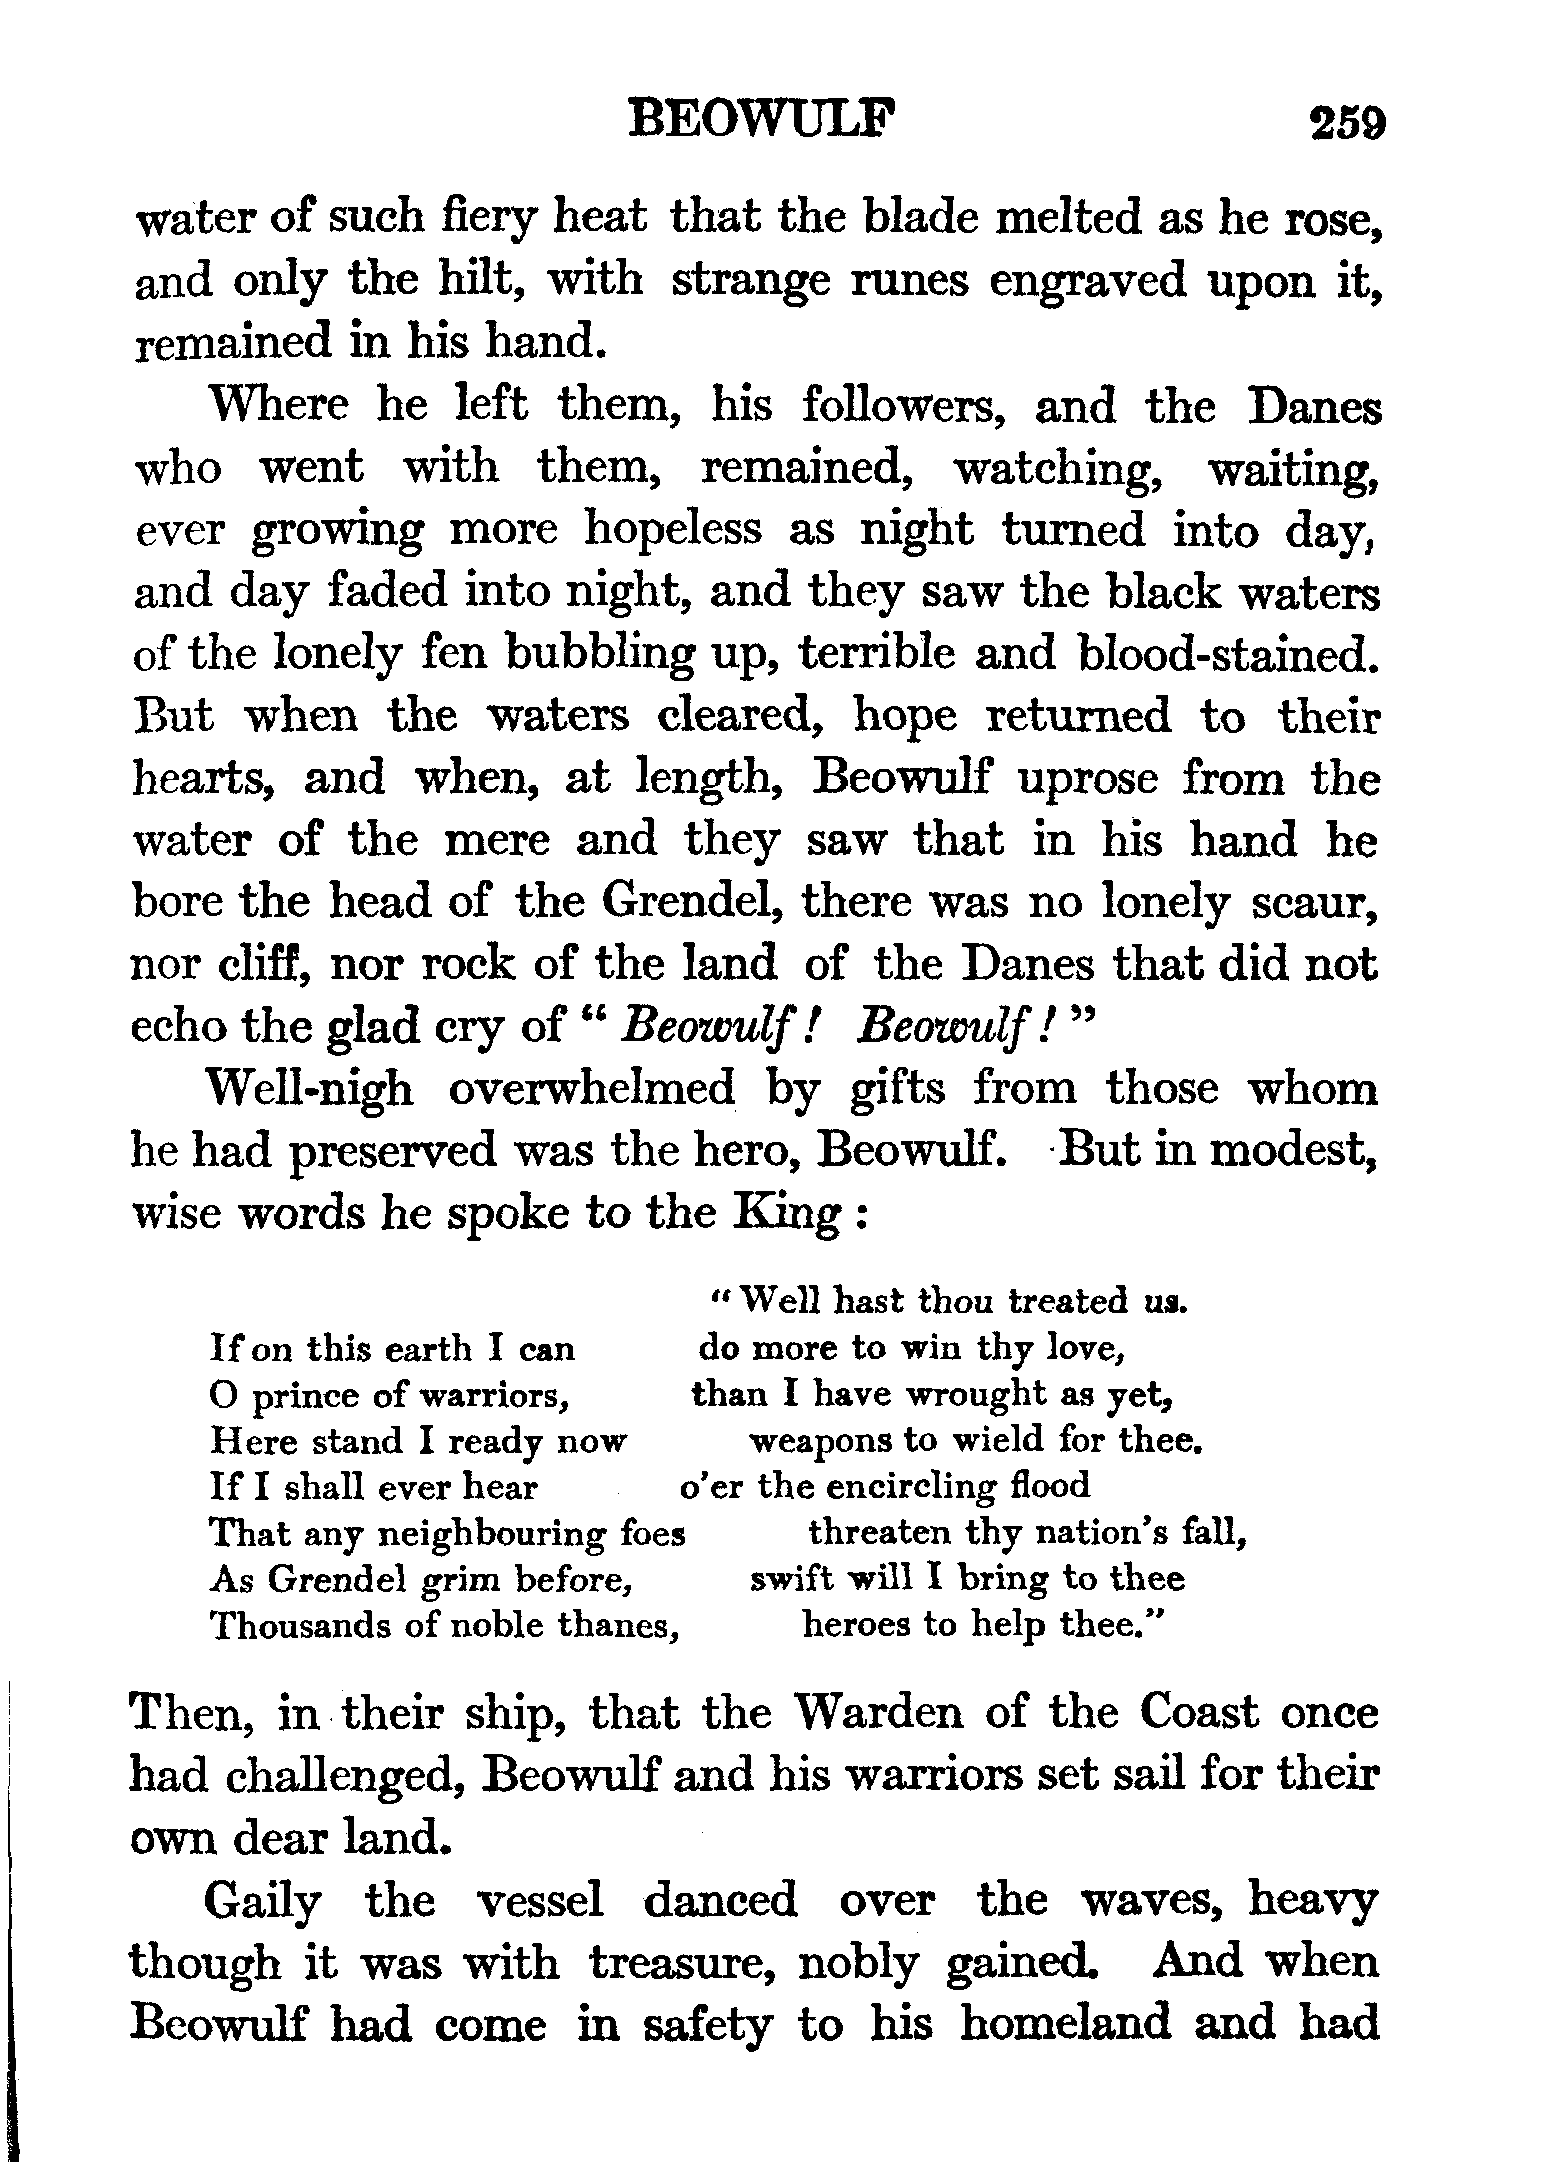 BEOWULF 259
water of such fiery heat that the blade melted as he rose,
and only the hilt, with strange runes engraved upon it,
remained in his hand.
Where he left them, his followers, and the Danes
who went with them, remained, watching, waiting,
ever growing more hopeless as night turned into day,
and day faded into night, and they saw the black waters
of the lonely fen bubbling up, terrible and blood-stained.
But when the waters cleared, hope returned to their
hearts, and when, at length, Beowulf uprose from the
water of the mere and they saw that in his hand he
bore the head of the Grendel, there was no lonely scaur,
nor cliff, nor rock of the land of the Danes that did not
echo the glad cry of “ Beowulf ! Beowulf ! ”
Well-nigh overwhelmed by gifts from those whom
he had preserved was the hero, Beowulf. But in modest,
wise words he spoke to the King :
“ Well hast thou treated us.
If on this earth I can do more to win thy love,
O prince of warriors, than I have wrought as yet,
Here stand I ready now weapons to wield for thee.
If I shall ever hear o’er the encircling flood
That any neighbouring foes threaten thy nation’s fall,
As Grendel grim before, swift will I bring to thee
Thousands of noble thanes, heroes to help thee.”
Then, in their ship, that the Warden of the Coast once
had challenged, Beowulf and his warriors set sail for their
own dear land.
Gaily the vessel danced over the waves, heavy
though it was with treasure, nobly gained. And when
Beowulf had come in safety to his homeland and had